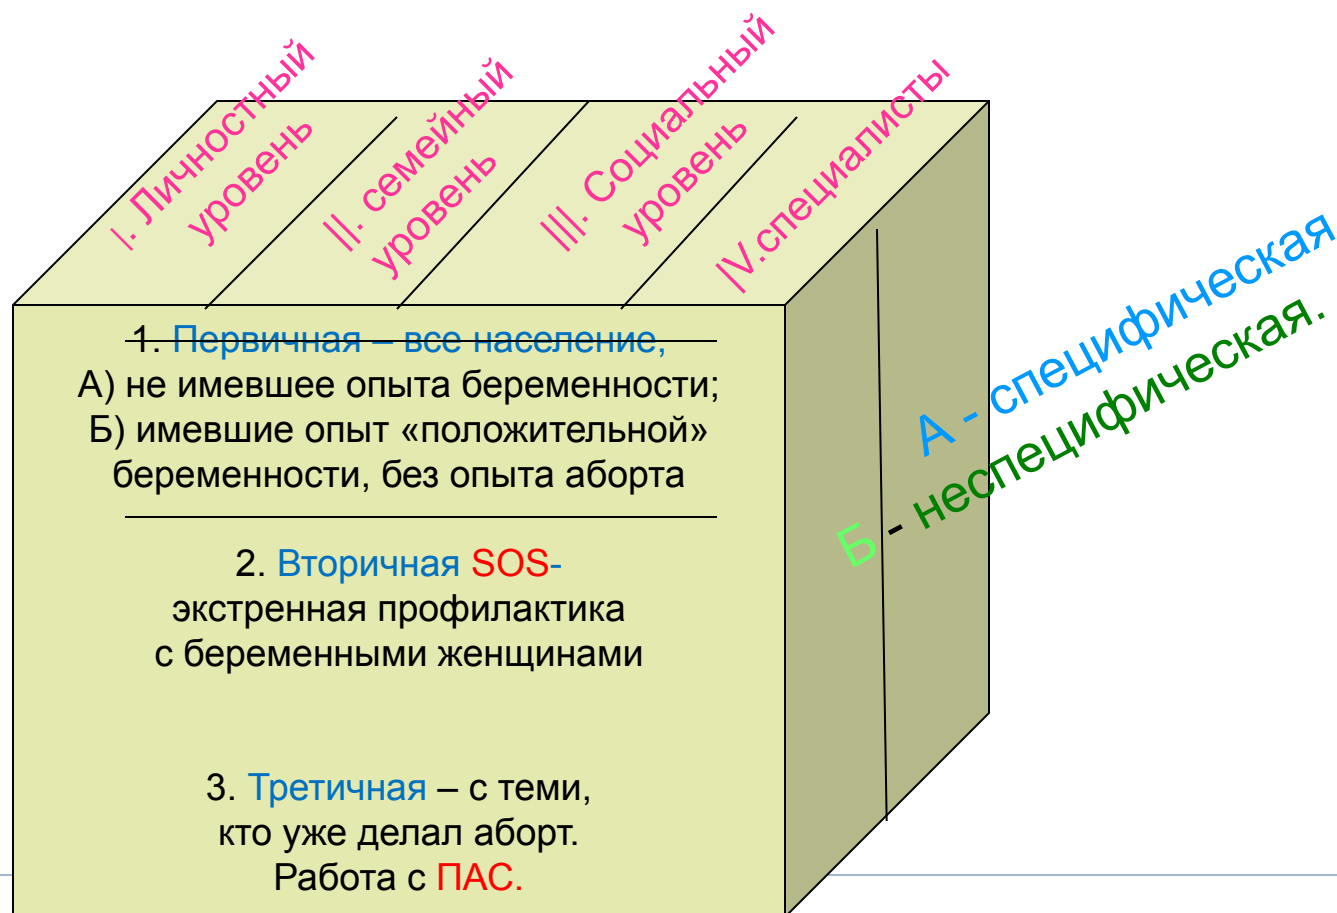 I. Личностный
уровень
II. семейный
уровень
III. Социальный
уровень
IV.специалисты
1. Первичная – все население,
А) не имевшее опыта беременности;
Б) имевшие опыт «положительной»
беременности, без опыта аборта
2. Вторичная SOS-
экстренная профилактика
с беременными женщинами
3. Третичная – с теми,
кто уже делал аборт.
Работа с ПАС.
А - специфическая
Б - неспецифическая.